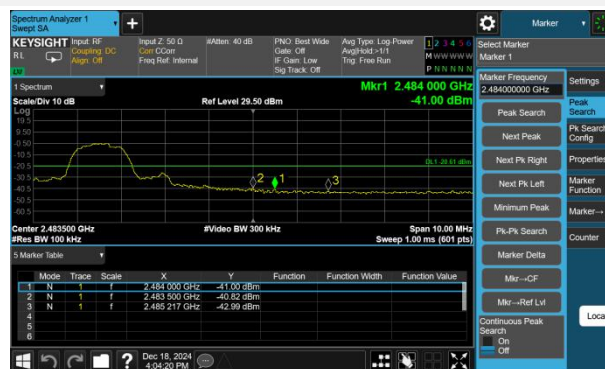 Spectrum Analyzer 1
Swept SA
Marker
KEYSIGHT
RL
Input: RF
Coupling: DC
Align: Off
Input Z: 50 Ω
Corr CCorr
Freq Ref: Internal
#Atten: 40 dB
PNO: Best Wide
Gate: Off
IF Gain: Low
Sig Track: Off
Avg Type: Log-Power
Avg|Hold:>1/1
Trig: Free Run
1 2 3 4 5 6
M W W W W W
P N N N N N
Select Marker
Marker 1
1 Spectrum
Scale/Div 10 dB
Log
Ref Level 29.50 dBm
Mkr1 2.484 000 GHz
-41.00 dBm
19.5
9.50
-0.50
-10.5
-20.5
-30.5
-40.5
-50.5
-60.5
DL1 -20.61 dBm
2
1
3
Center 2.483500 GHz
#Res BW 100 kHz
#Video BW 300 kHz
Span 10.00 MHz
Sweep 1.00 ms (601 pts)
5 Marker Table
Mode Trace Scale X Y Function Function Width Function Value
1 N 1 f 2.484 000 GHz -41.00 dBm
2 N 1 f 2.483 500 GHz -40.82 dBm
3 N 1 f 2.485 217 GHz -42.99 dBm
4
5
6
Marker Frequency
2.484000000 GHz
Peak Search
Next Peak
Next Pk Right
Next Pk Left
Minimum Peak
Pk-Pk Search
Marker Delta
Mkr→CF
Mkr→Ref Lvl
Continuous Peak
Search
On
Off
Settings
Peak
Search
Pk Search
Config
Properties
Marker
Function
Marker→
Counter
Loca
?
Dec 18, 2024
4:04:20 PM